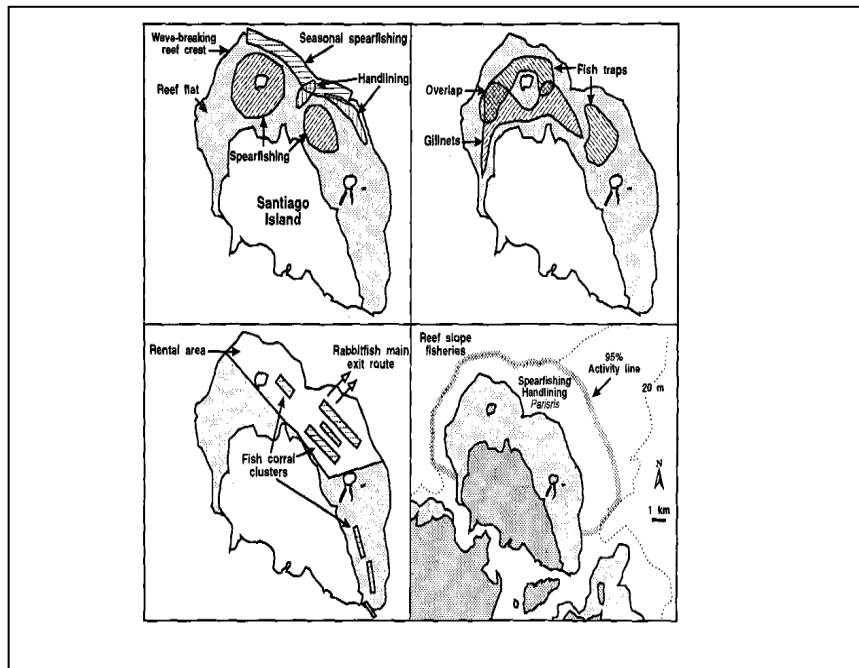 Wave-breaking
reef crest
Seasonal spearfishing
Handlining
Reef flat
Spearfishing
Santiago
Island
Fish traps
Overlap
Gillnets
Rental area
Rabbitfish main
exit route
Fish corral
clusters
Reef slope
fisheries
95%
Activity line
Spearfishing
Handlining
Parisris
20 m
N
1 km